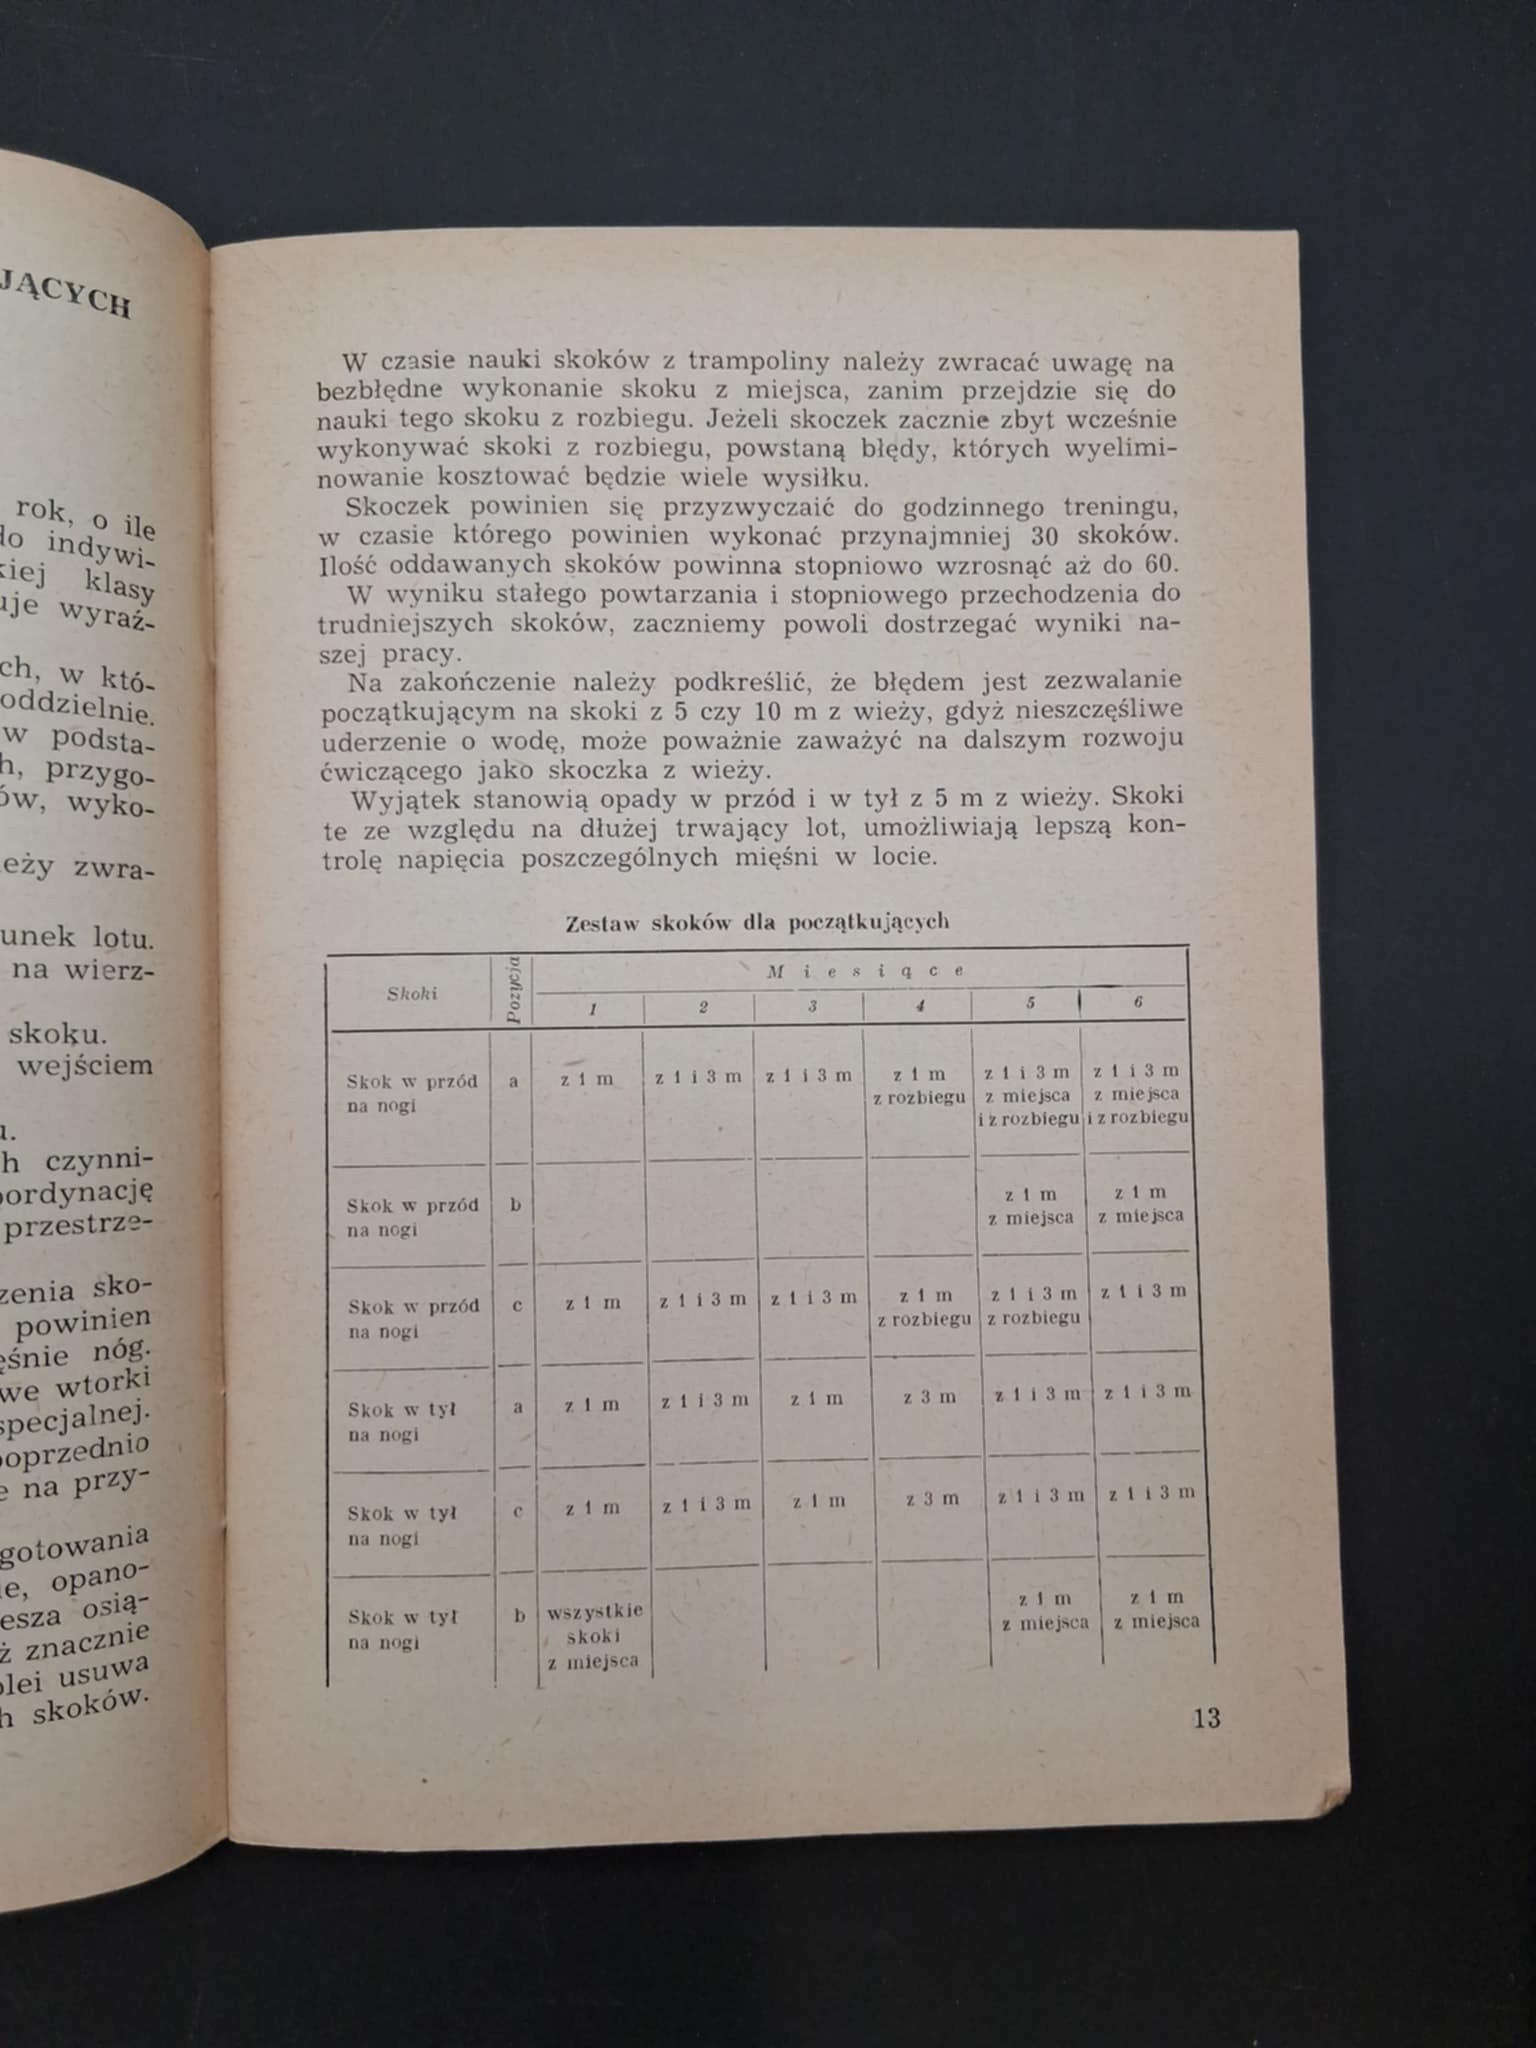 JĄCYCH
rok, o ile
do indywi-
kiej klasy
uje wyraź-
ch, w któ-
oddzielnie.
w podsta-
h, przygo-
ów, wyko-
eży zwra-
unek lotu.
na wierz-
skoku.
wejściem
u.
h czynni-
oordynację
przestrze-
zenia sko-
powinien
ęśnie nóg.
we wtorki
specjalnej.
poprzednio
e na przy-
gotowania
ie, opano-
esza osią-
ż znacznie
olei usuwa
h skoków.
W czasie nauki skoków z trampoliny należy zwracać uwagę na
bezbłędne wykonanie skoku z miejsca, zanim przejdzie się do
nauki tego skoku z rozbiegu. Jeżeli skoczek zacznie zbyt wcześnie
wykonywać skoki z rozbiegu, powstaną błędy, których wyelimi-
nowanie kosztować będzie wiele wysiłku.
Skoczek powinien się przyzwyczaić do godzinnego treningu,
w czasie którego powinien wykonać przynajmniej 30 skoków.
Ilość oddawanych skoków powinna stopniowo wzrosnąć aż do 60.
W wyniku stałego powtarzania i stopniowego przechodzenia do
trudniejszych skoków, zaczniemy powoli dostrzegać wyniki na-
szej pracy.
Na zakończenie należy podkreślić, że błędem jest zezwalanie
początkującym na skoki z 5 czy 10 m z wieży, gdyż nieszczęśliwe
uderzenie o wodę, może poważnie zaważyć na dalszym rozwoju
ćwiczącego jako skoczka z wieży.
Wyjątek stanowią opady w przód i w tył z 5 m z wieży. Skoki
te ze względu na dłużej trwający lot, umożliwiają lepszą kon-
trolę napięcia poszczególnych mięśni w locie.
Zestaw skoków dla początkujących
Skoki Pozycja Miesiące
1 2 3 4 5 6
Skok w przód a z 1 m z 1 i 3 m z 1 i 3 m z 1 m z 1 i 3 m z 1 i 3 m
na nogi z rozbiegu z miejsca z miejsca
i z rozbiegu i z rozbiegu
Skok w przód b z 1 m z 1 m
na nogi z miejsca z miejsca
Skok w przód c z 1 m z 1 i 3 m z 1 i 3 m z 1 m z 1 i 3 m z 1 i 3 m
na nogi z rozbiegu z rozbiegu
Skok w tył a z 1 m z 1 i 3 m z 1 m z 3 m z 1 i 3 m z 1 i 3 m
na nogi
Skok w tył c z 1 m z 1 i 3 m z 1 m z 3 m z 1 i 3 m z 1 i 3 m
na nogi
Skok w tył b wszystkie z 1 m z 1 m
na nogi skoki z miejsca z miejsca
z miejsca
13